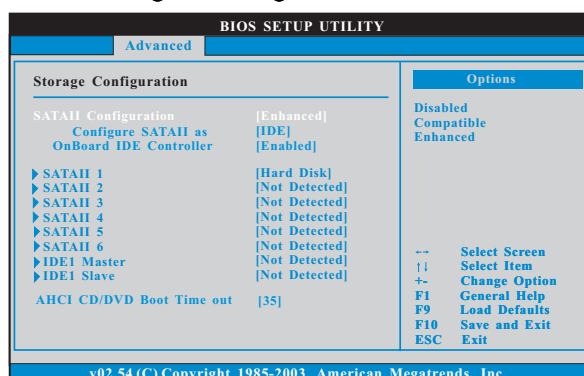 BIOS SETUP UTILITY
Advanced
Storage Configuration
SATAII Configuration [Enhanced]
Configure SATAII as [IDE]
OnBoard IDE Controller [Enabled]
SATAII 1 [Hard Disk]
SATAII 2 [Not Detected]
SATAII 3 [Not Detected]
SATAII 4 [Not Detected]
SATAII 5 [Not Detected]
SATAII 6 [Not Detected]
IDE1 Master [Not Detected]
IDE1 Slave [Not Detected]
AHCI CD/DVD Boot Time out [35]
Options
Disabled
Compatible
Enhanced
↔ Select Screen
↑↓ Select Item
+- Change Option
F1 General Help
F9 Load Defaults
F10 Save and Exit
ESC Exit
v02.54 (C) Copyright 1985-2003, American Megatrends, Inc.